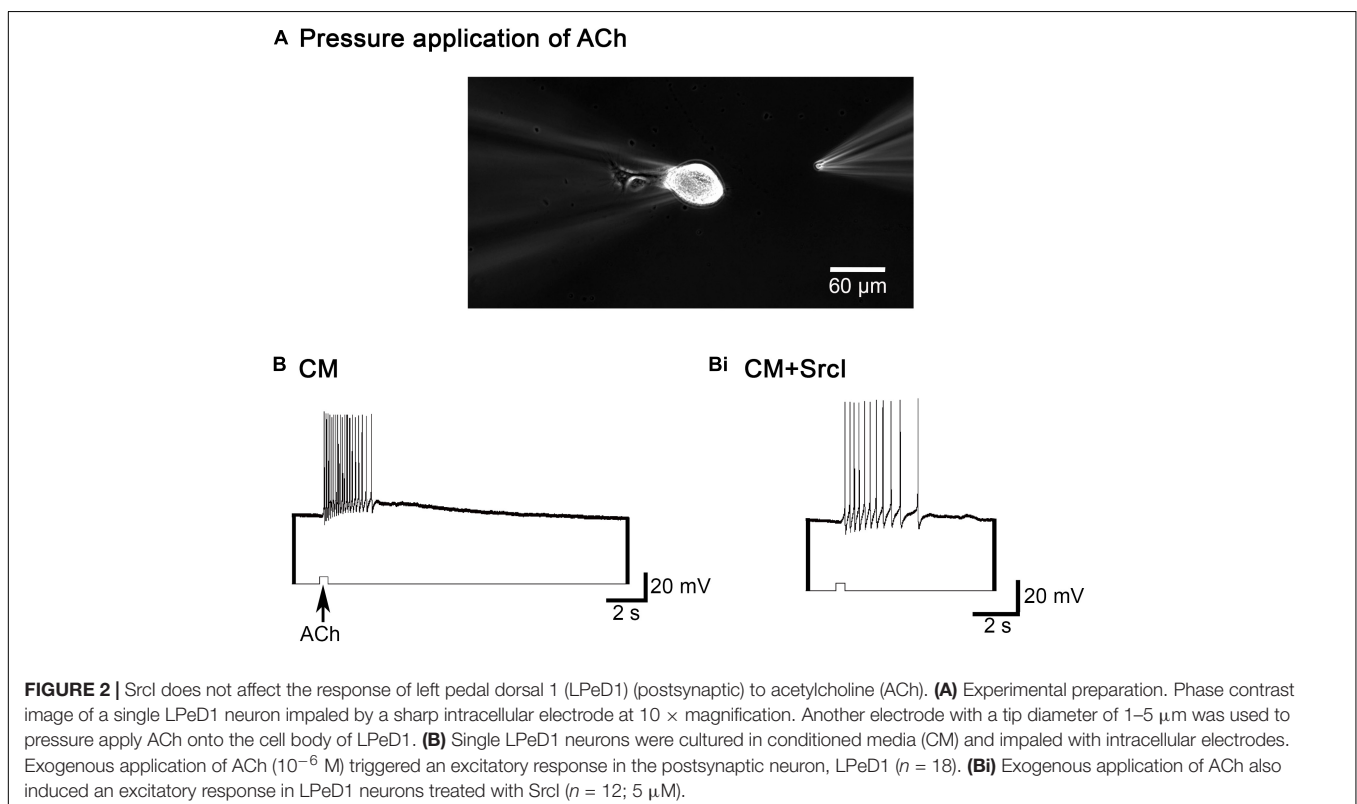 A Pressure application of ACh
60 µm
B CM
Bi CM+SrcI
20 mV
2 s
ACh
20 mV
2 s
FIGURE 2 | SrcI does not affect the response of left pedal dorsal 1 (LPeD1) (postsynaptic) to acetylcholine (ACh). (A) Experimental preparation. Phase contrast
image of a single LPeD1 neuron impaled by a sharp intracellular electrode at 10 × magnification. Another electrode with a tip diameter of 1–5 µm was used to
pressure apply ACh onto the cell body of LPeD1. (B) Single LPeD1 neurons were cultured in conditioned media (CM) and impaled with intracellular electrodes.
Exogenous application of ACh (10⁻⁶ M) triggered an excitatory response in the postsynaptic neuron, LPeD1 (n = 18). (Bi) Exogenous application of ACh also
induced an excitatory response in LPeD1 neurons treated with SrcI (n = 12; 5 µM).